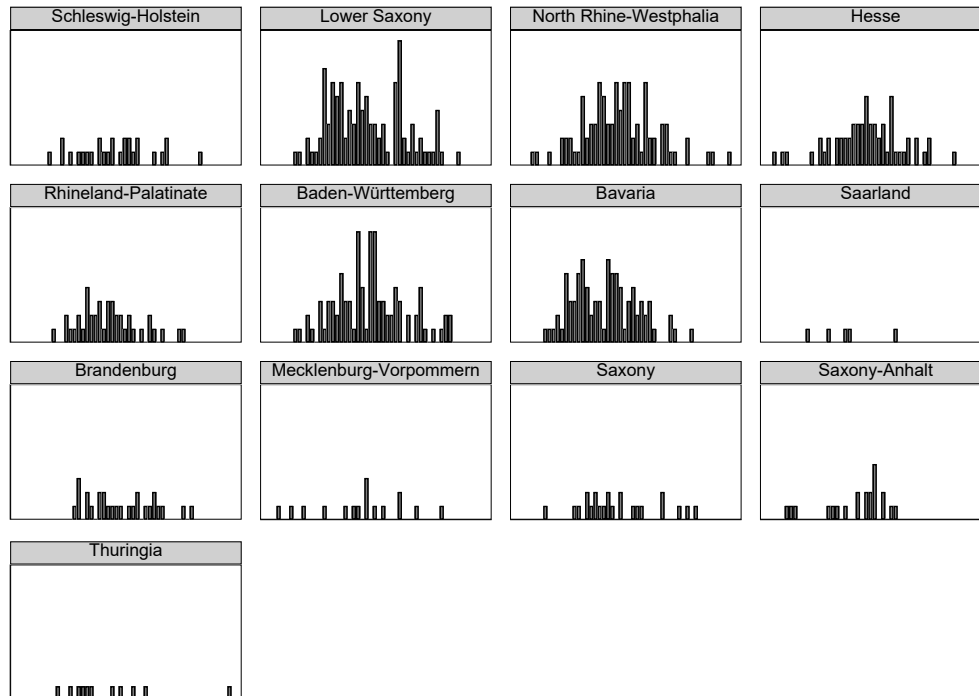 Schleswig-Holstein
Lower Saxony
North Rhine-Westphalia
Hesse
Rhineland-Palatinate
Baden-Württemberg
Bavaria
Saarland
Brandenburg
Mecklenburg-Vorpommern
Saxony
Saxony-Anhalt
Thuringia